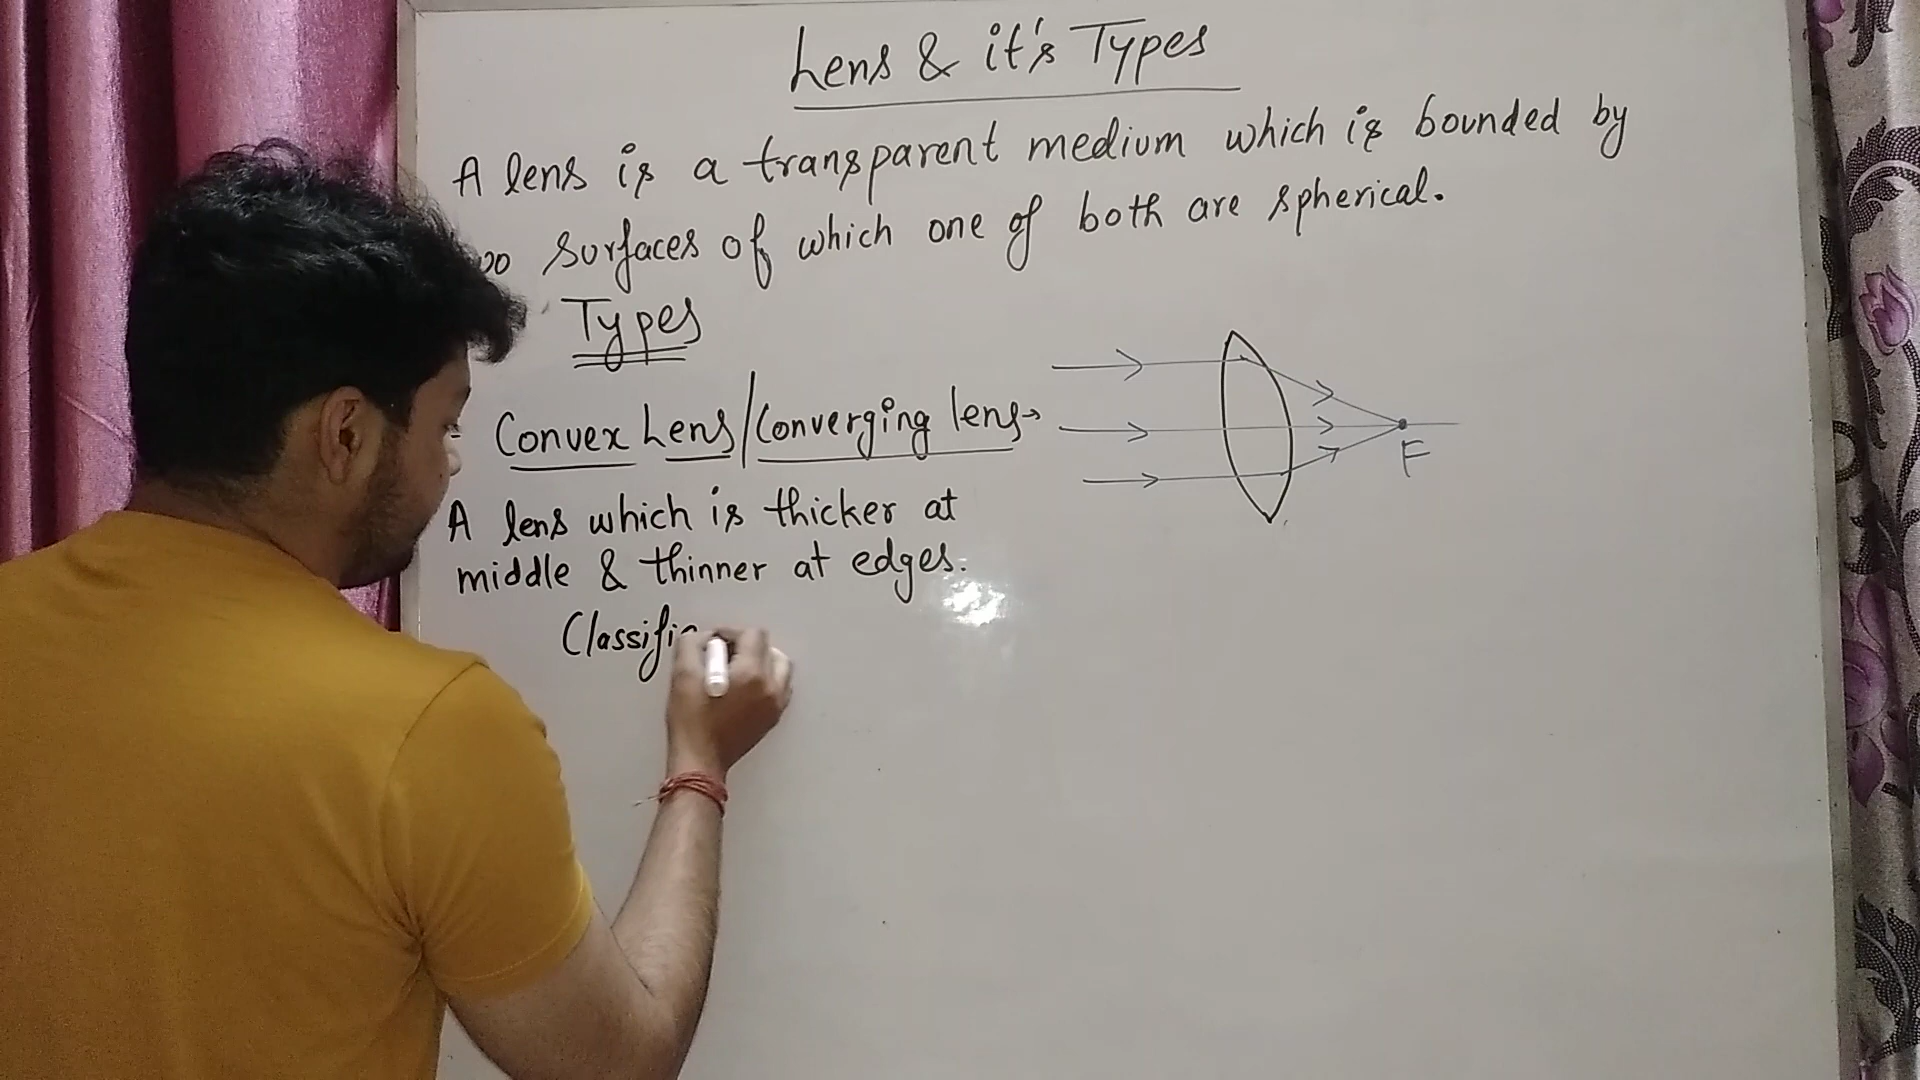 Lens & it's Types
A lens is a transparent medium which is bounded by
surfaces of which one of both are spherical.
Types
Convex Lens/Converging lens→
A lens which is thicker at
middle & thinner at edges.
F